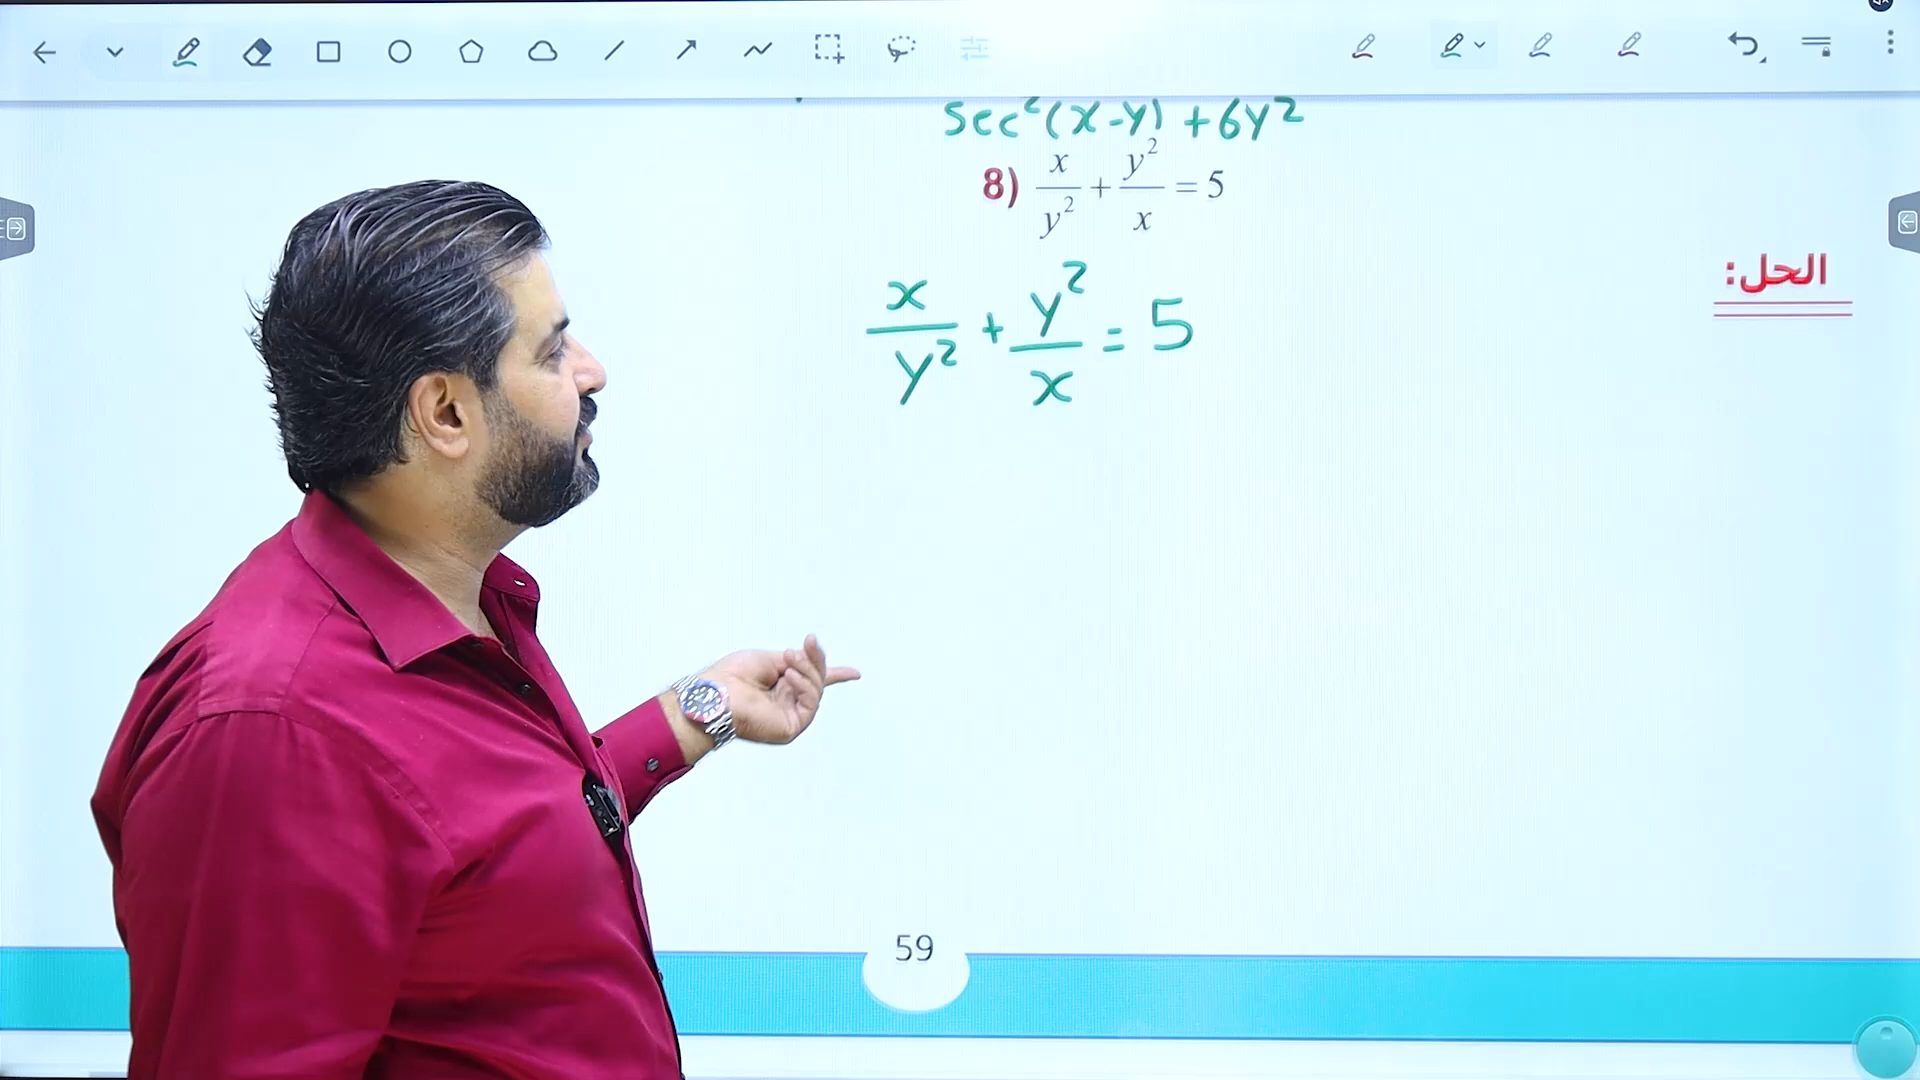 sec²(x-y) + 6y²
8) x/y² + y²/x = 5
الحل:
x/y² + y²/x = 5
59